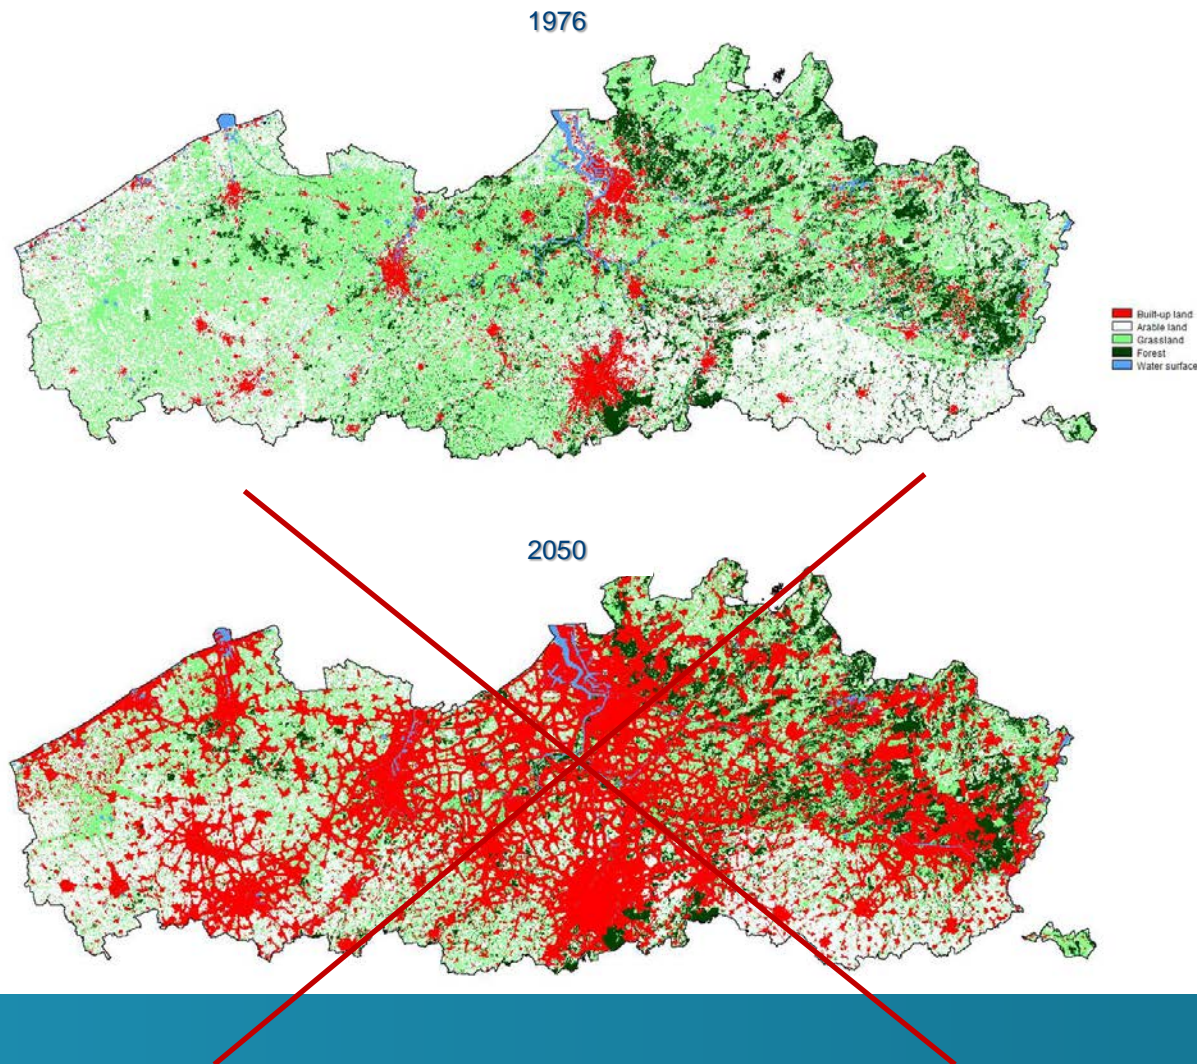 1976
Built-up land
Arable land
Grassland
Forest
Water surface
2050